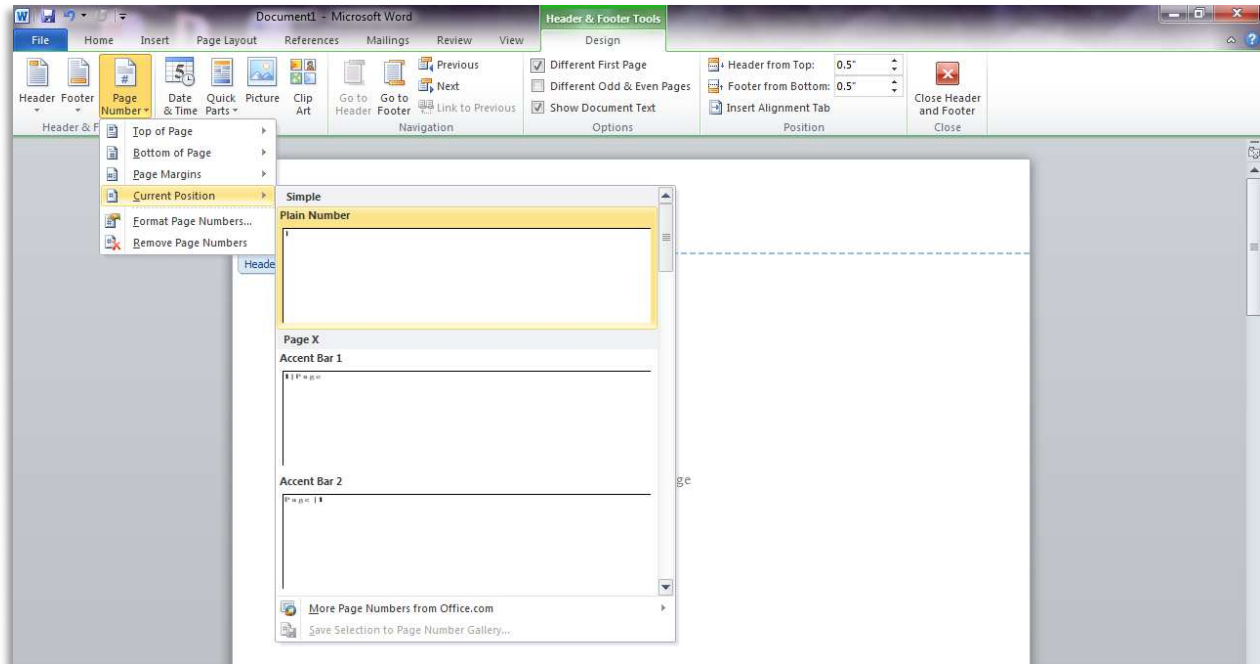 W Document1 - Microsoft Word Header & Footer Tools
File Home Insert Page Layout References Mailings Review View Design
Header Footer Page Number Date & Time Quick Parts Picture Clip Art Go to Header Go to Footer
Previous
Next
Link to Previous
Different First Page
Different Odd & Even Pages
Show Document Text
Header from Top: 0.5"
Footer from Bottom: 0.5"
Insert Alignment Tab
Close Header and Footer
Header & F Navigation Options Position Close
Top of Page
Bottom of Page
Page Margins
Current Position
Format Page Numbers...
Remove Page Numbers
Simple
Plain Number
Heade
Page X
Accent Bar 1
1|Page
Accent Bar 2
Page|1
ge
More Page Numbers from Office.com
Save Selection to Page Number Gallery...